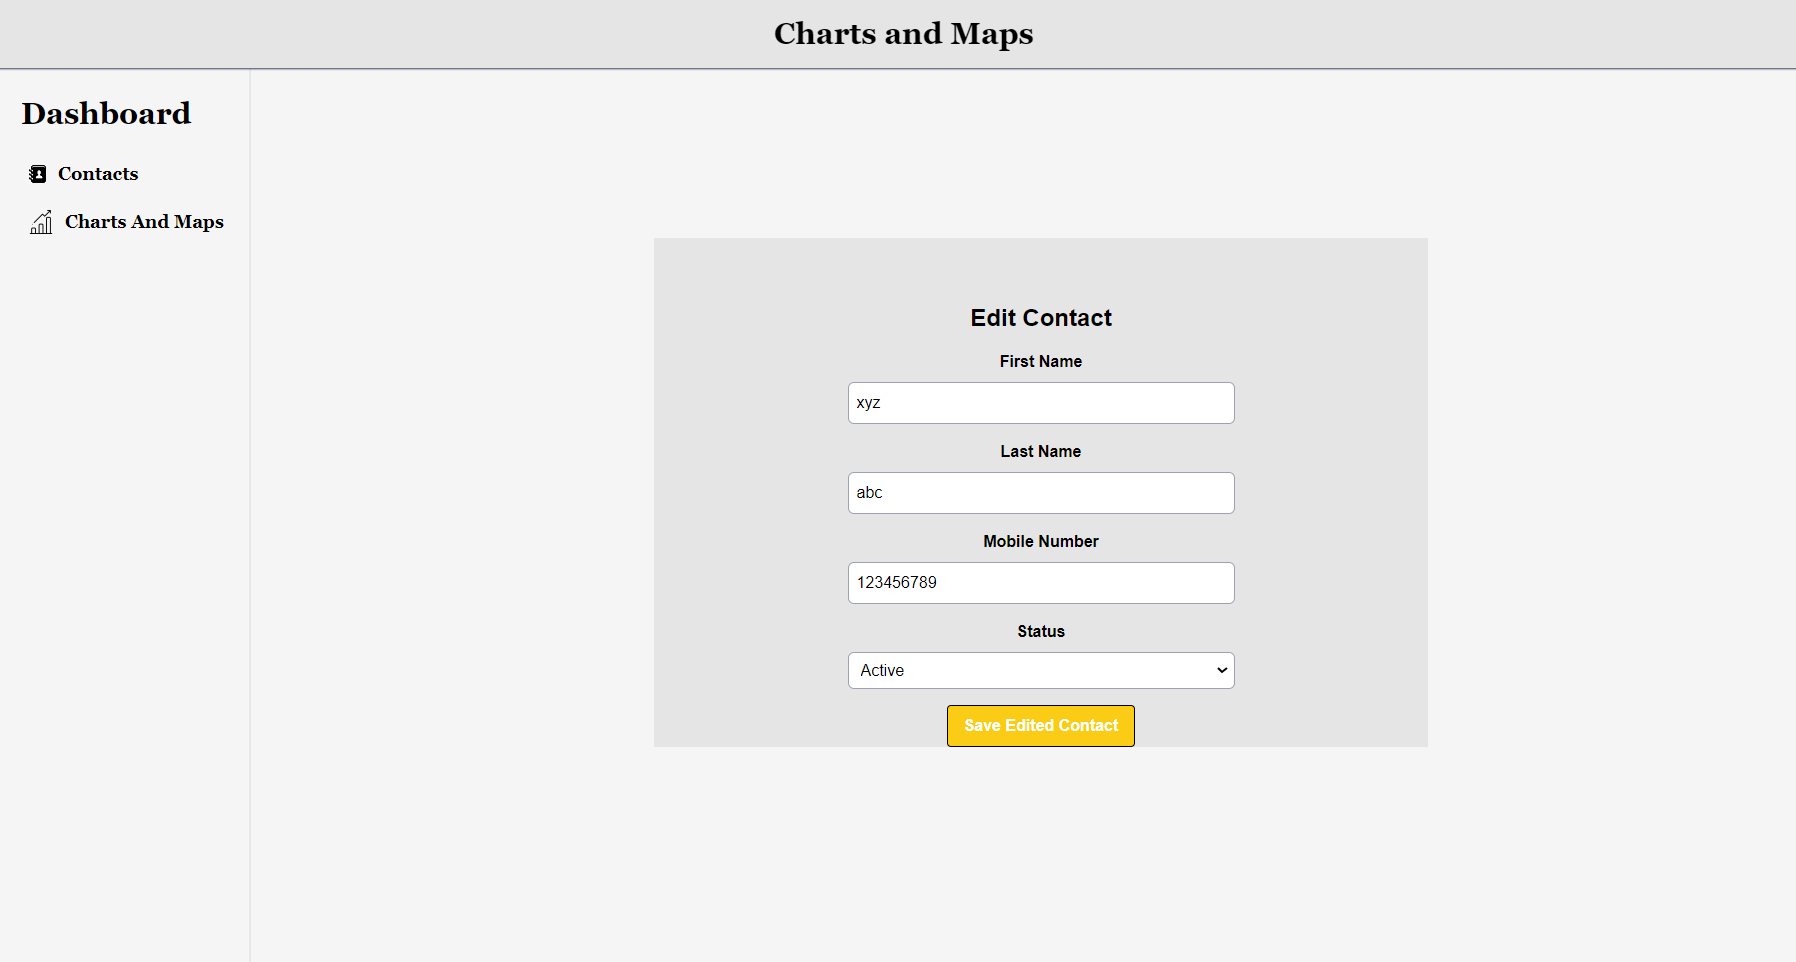 Charts and Maps
Dashboard
Contacts
Charts And Maps
Edit Contact
First Name
xyz
Last Name
abc
Mobile Number
123456789
Status
Active
Save Edited Contact